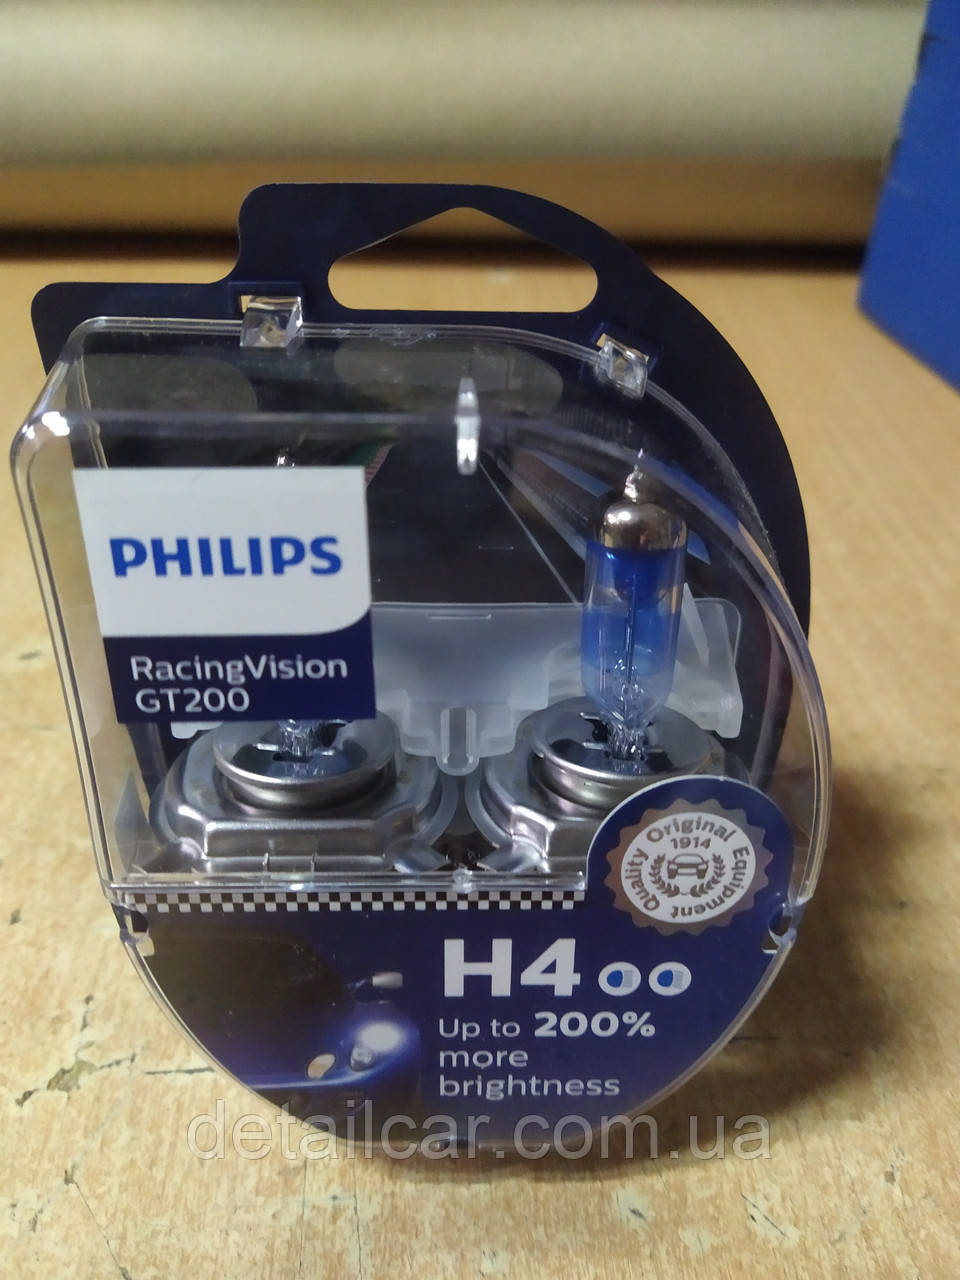 PHILIPS
RacingVision
GT200
Original Equipment Quality
1914
H4
Up to 200%
more
brightness
detailcar.com.ua